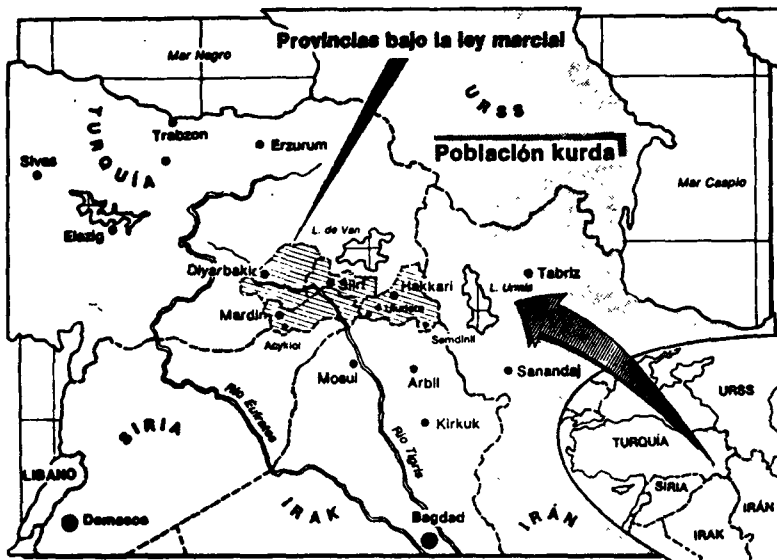 Provincias bajo la ley marcial
Mar Negro
URSS
TURQUÍA
Trabzon
Erzurum
Sivas
Población kurda
Mar Caspio
Elazig
L. de Van
Diyarbakir
Siirt
Hakkari
L. Urmia
Tabriz
Mardin
Uludere
Semdinli
Mosul
Arbil
Sanandaj
Kirkuk
Río Eufrates
Río Tigris
SIRIA
LIBANO
Damasco
IRAK
Bagdad
IRÁN
URSS
TURQUÍA
SIRIA
IRÁN
IRAK